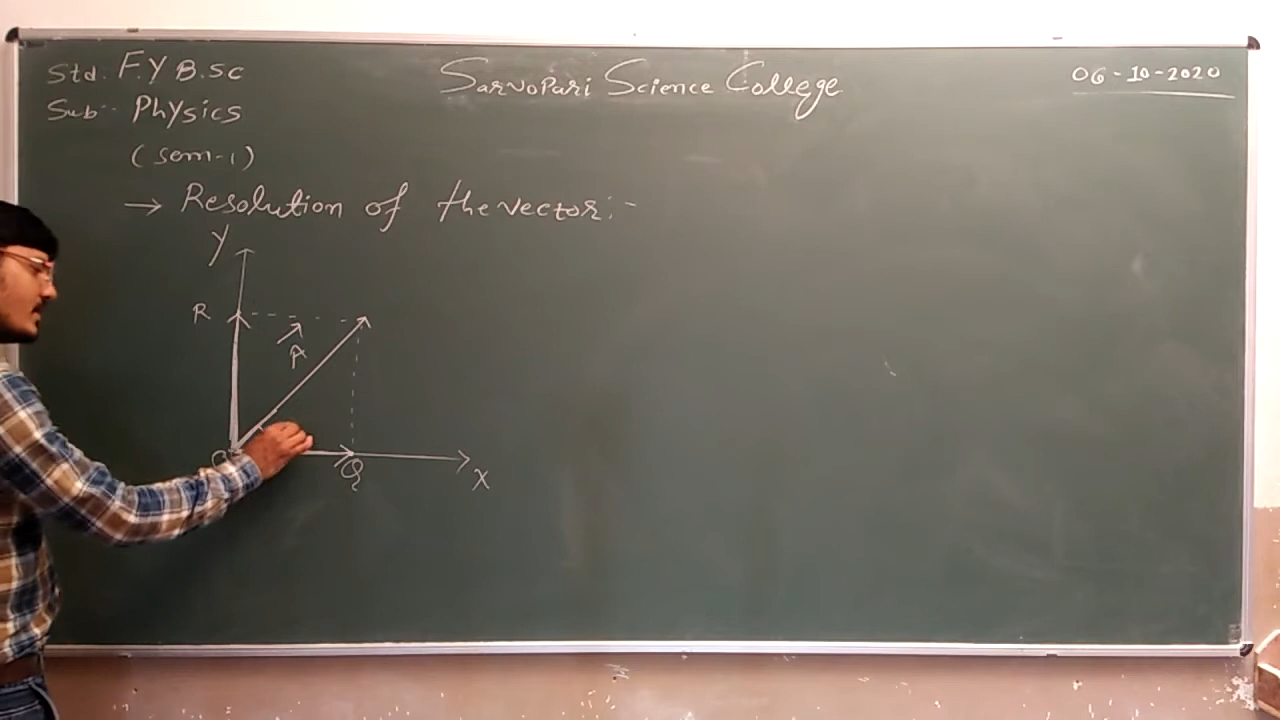 Std. F.Y B.sc
Sub:- Physics
(sem-1)
Sarvopari Science College
06-10-2020
→ Resolution of the vector:-
Y
R
A
Q
X